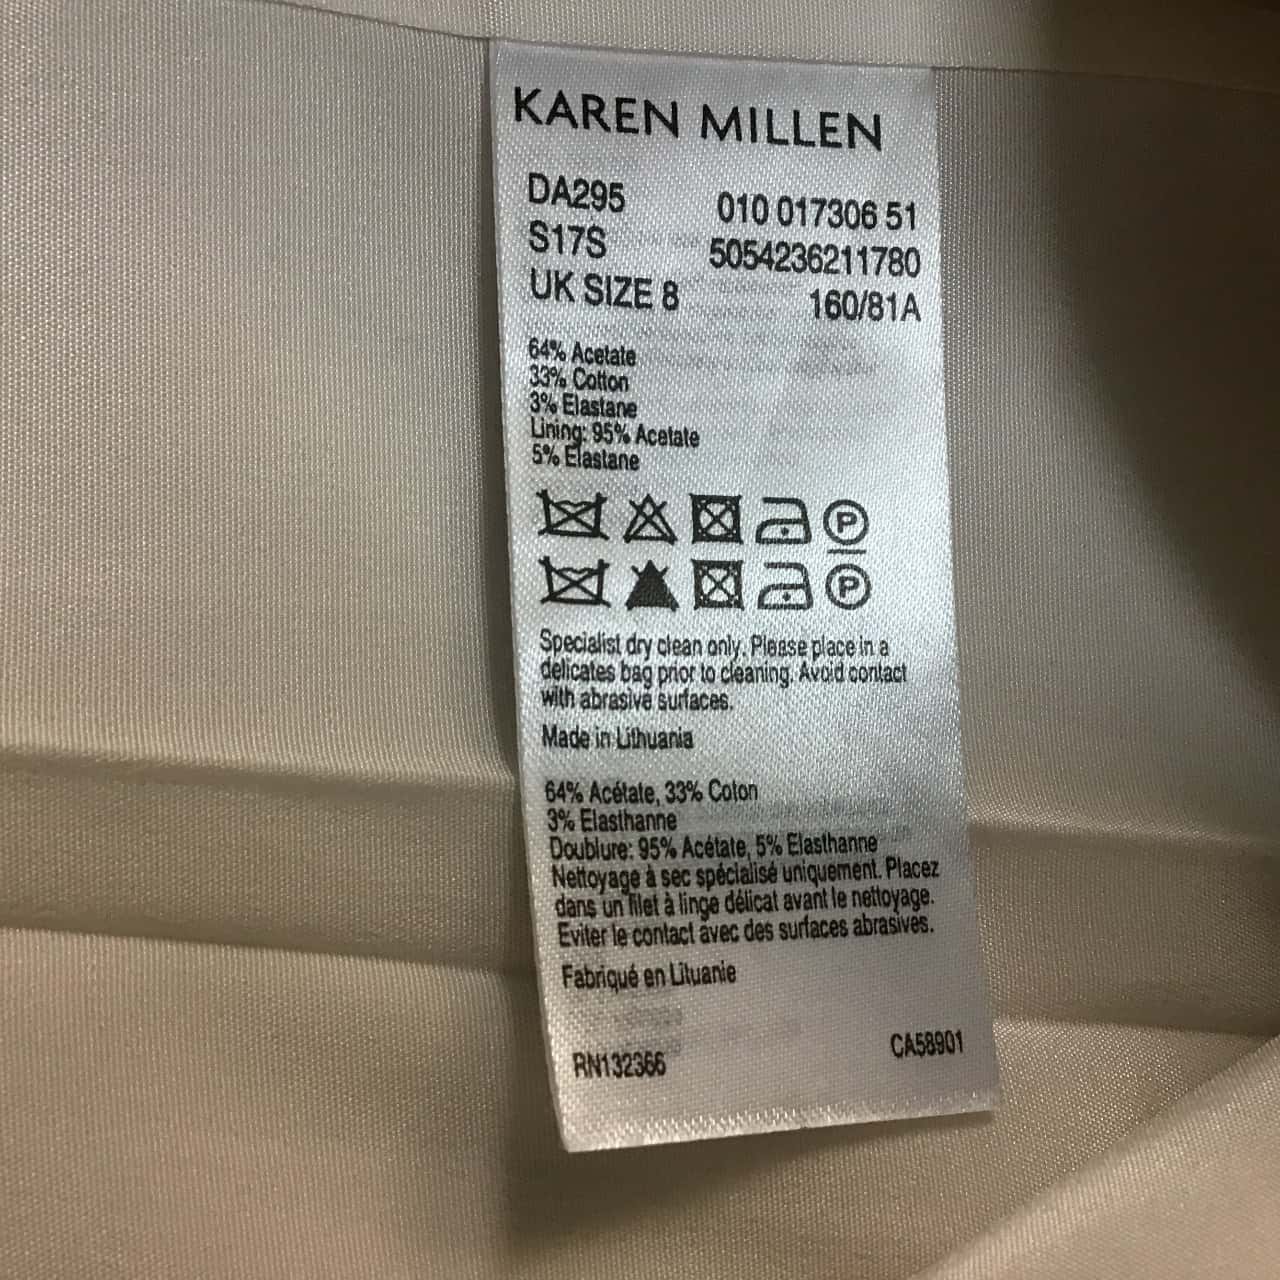 KAREN MILLEN
DA295 010 017306 51
S17S 5054236211780
UK SIZE 8 160/81A
64% Acetate
33% Cotton
3% Elastane
Lining: 95% Acetate
5% Elastane
P
P
Specialist dry clean only. Please place in a
delicates bag prior to cleaning. Avoid contact
with abrasive surfaces.
Made in Lithuania
64% Acétate, 33% Coton
3% Elasthanne
Doublure: 95% Acétate, 5% Elasthanne
Nettoyage à sec spécialisé uniquement. Placez
dans un filet à linge délicat avant le nettoyage.
Eviter le contact avec des surfaces abrasives.
Fabriqué en Lituanie
RN132366 CA58901